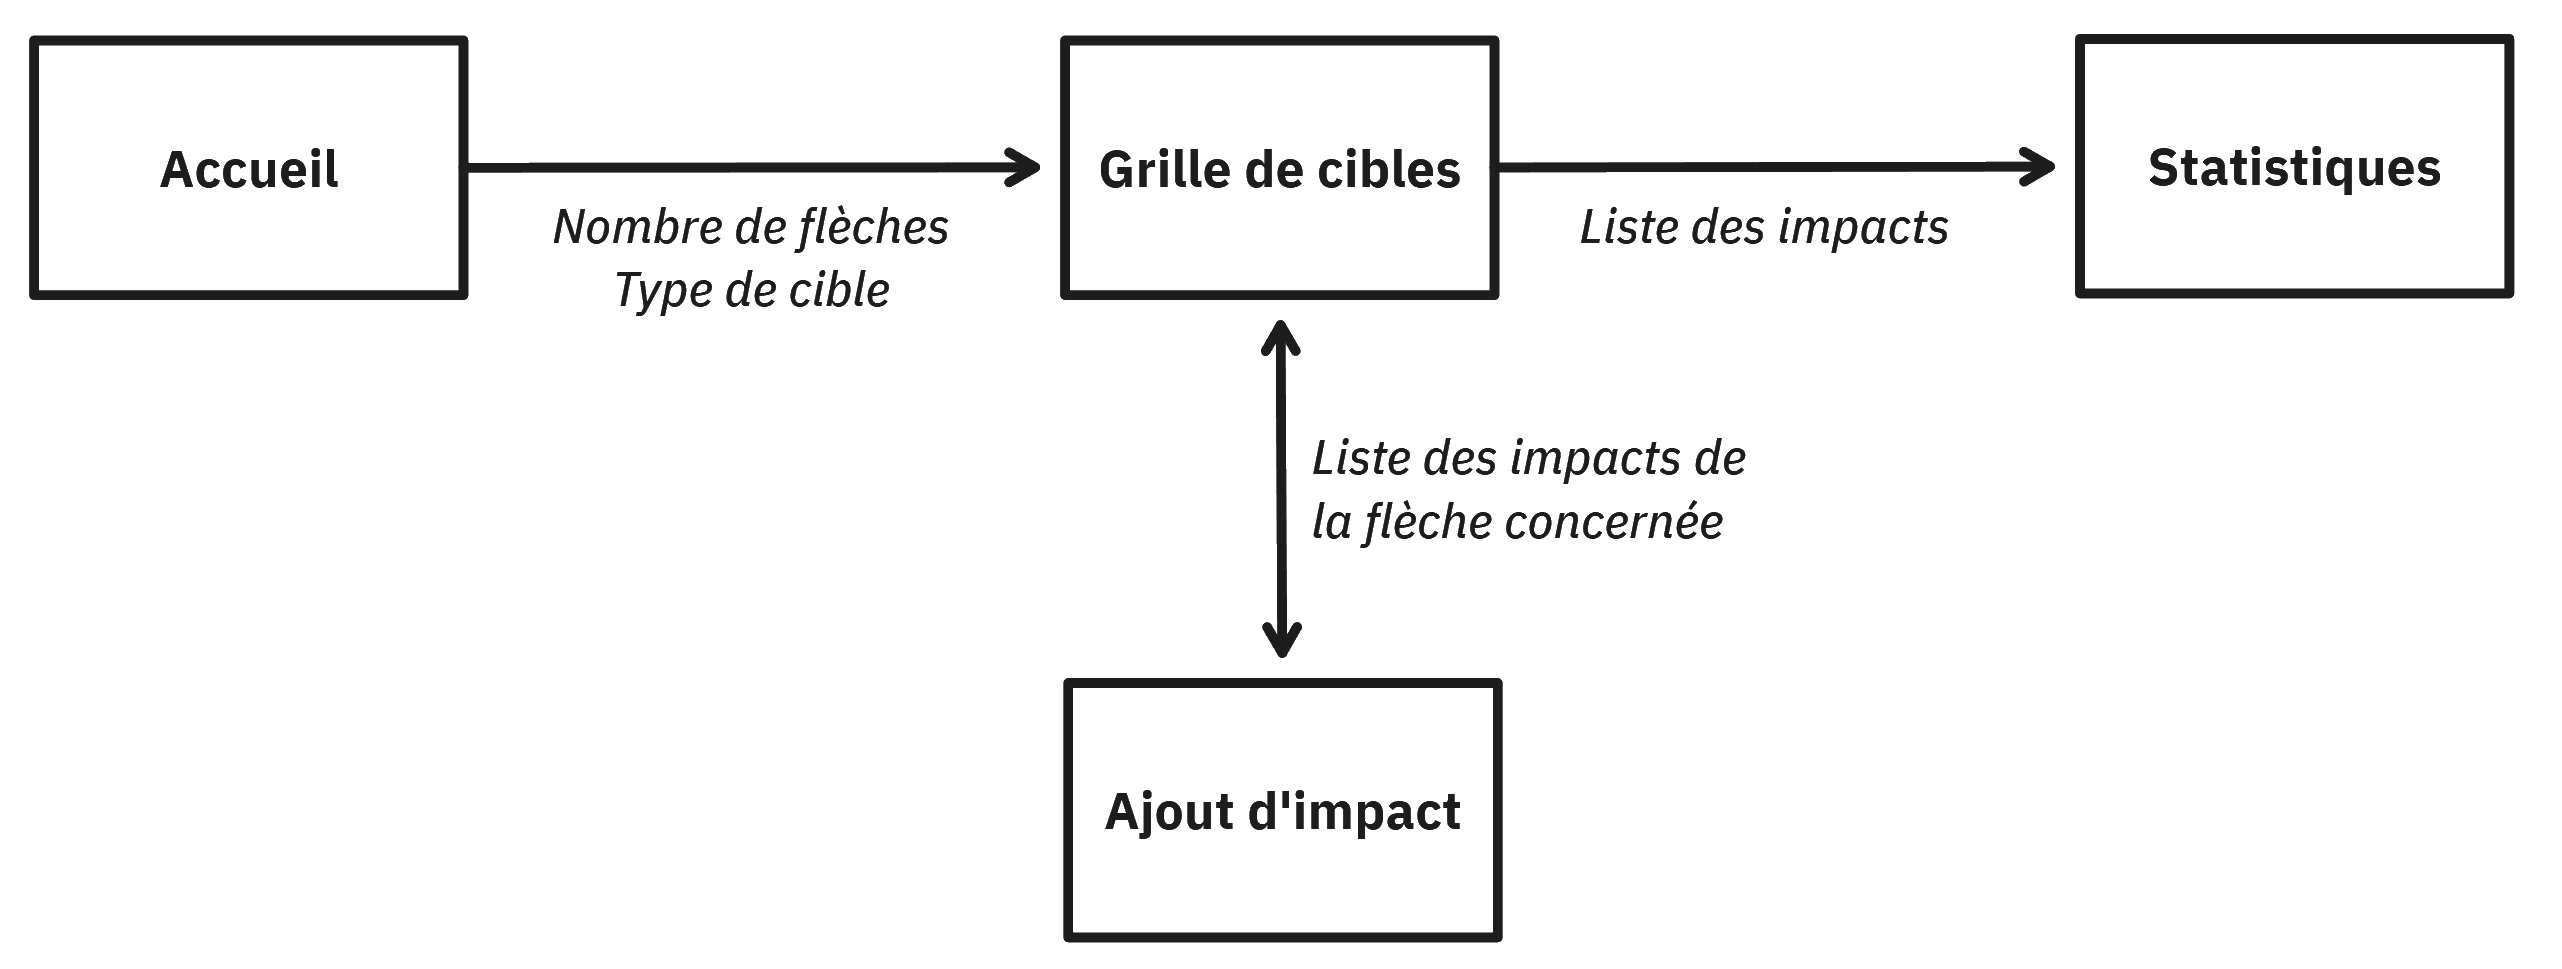 Accueil
Nombre de flèches
Type de cible
Grille de cibles
Liste des impacts
Statistiques
Liste des impacts de
la flèche concernée
Ajout d'impact